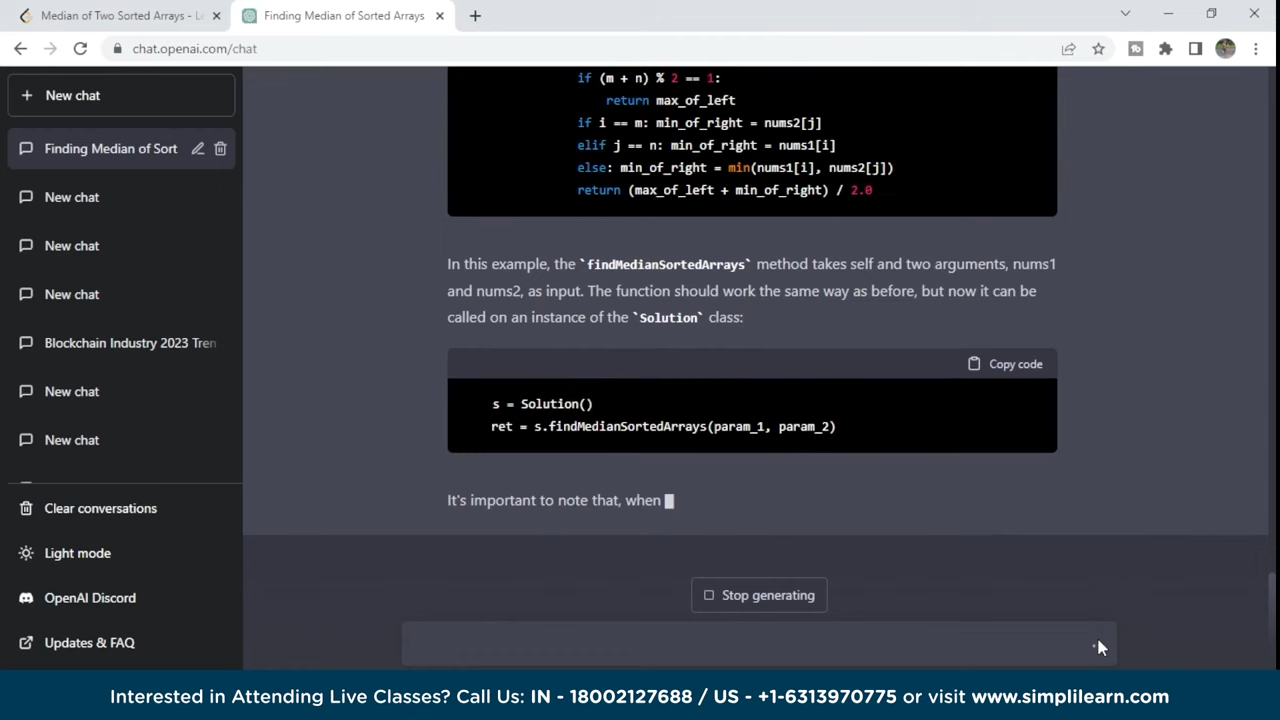 Median of Two Sorted Arrays - Le
Finding Median of Sorted Arrays
chat.openai.com/chat
New chat
Finding Median of Sort
New chat
New chat
New chat
Blockchain Industry 2023 Tren
New chat
New chat
Clear conversations
Light mode
OpenAI Discord
Updates & FAQ
if (m + n) % 2 == 1:
return max_of_left
if i == m: min_of_right = nums2[j]
elif j == n: min_of_right = nums1[i]
else: min_of_right = min(nums1[i], nums2[j])
return (max_of_left + min_of_right) / 2.0
In this example, the `findMedianSortedArrays` method takes self and two arguments, nums1
and nums2, as input. The function should work the same way as before, but now it can be
called on an instance of the `Solution` class:
Copy code
s = Solution()
ret = s.findMedianSortedArrays(param_1, param_2)
It's important to note that, when
Stop generating
Interested in Attending Live Classes? Call Us: IN - 18002127688 / US - +1-6313970775 or visit www.simplilearn.com